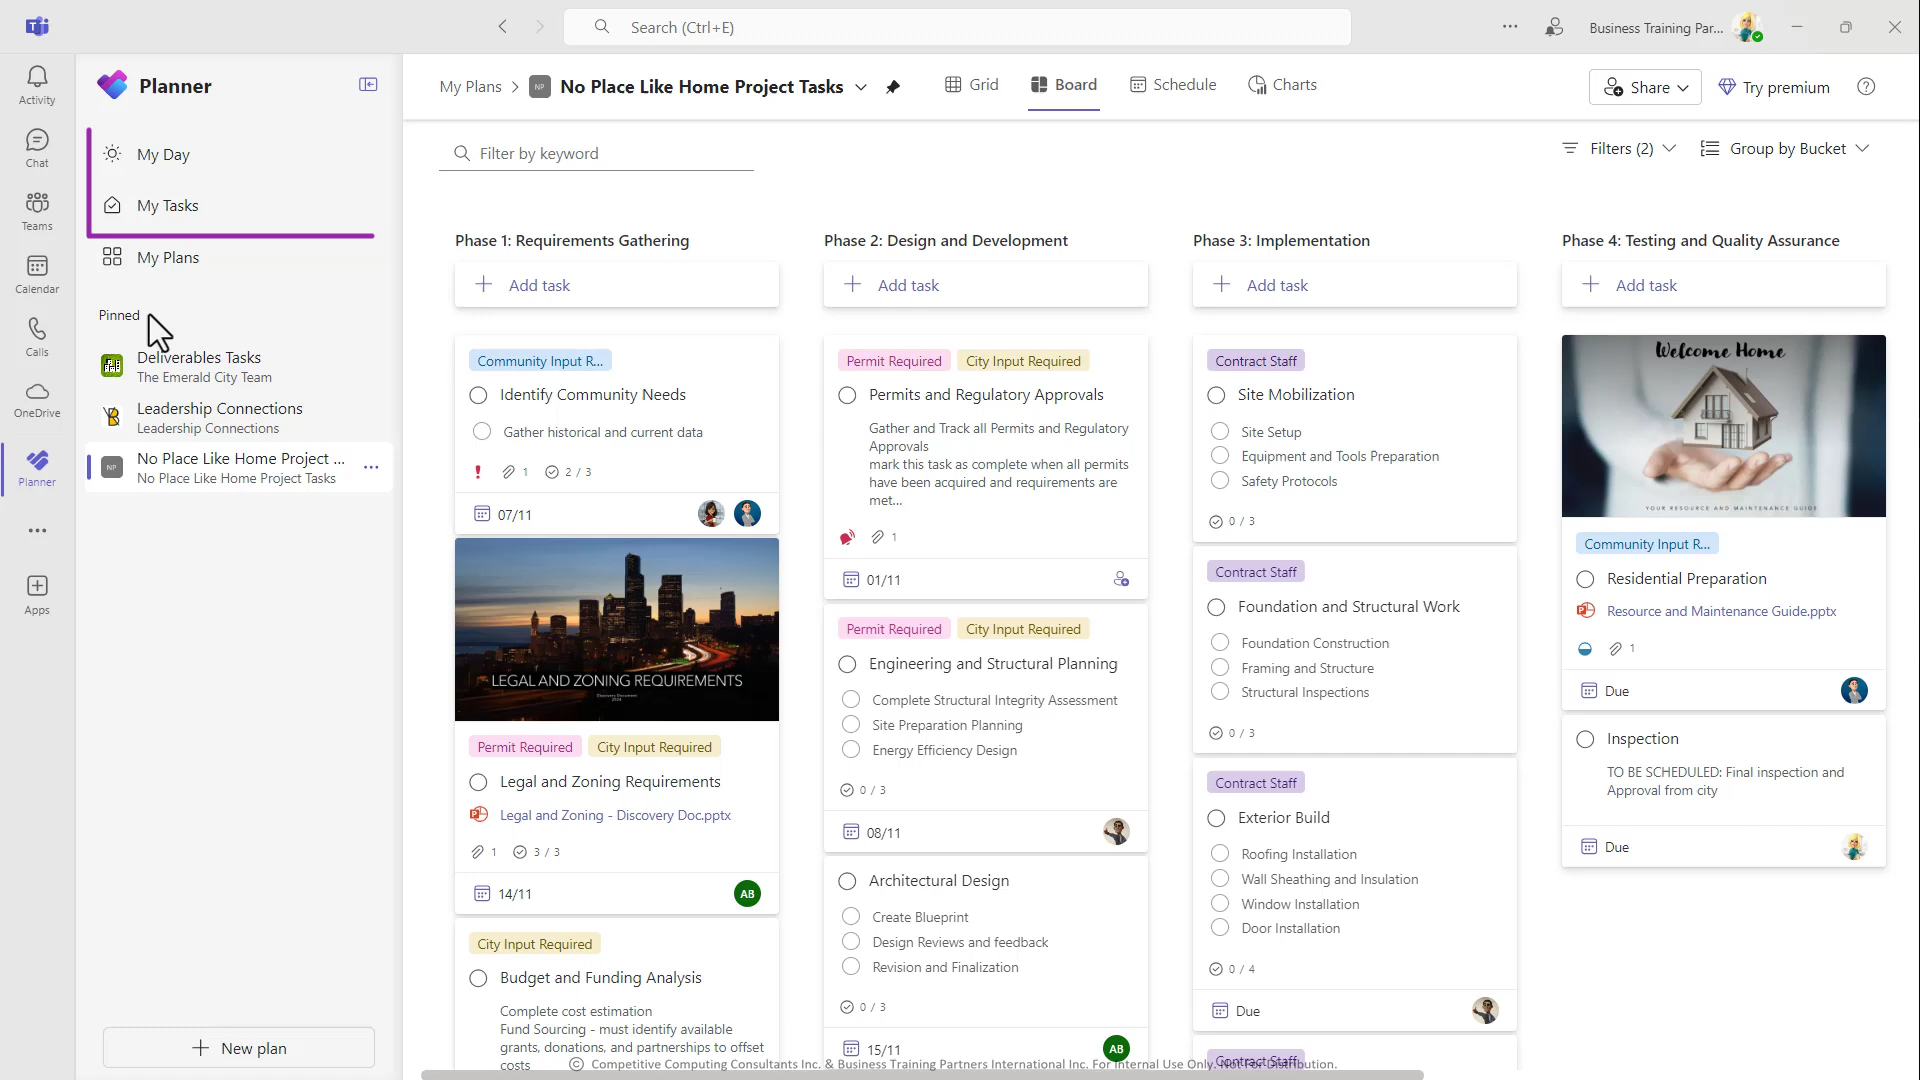 Search (Ctrl+E)
Business Training Par...
Activity
Chat
Teams
Calendar
Calls
OneDrive
Planner
Apps
Planner
My Day
My Tasks
My Plans
Pinned
Deliverables Tasks
The Emerald City Team
Leadership Connections
Leadership Connections
NP
No Place Like Home Project ...
No Place Like Home Project Tasks
New plan
My Plans
NP
No Place Like Home Project Tasks
Grid
Board
Schedule
Charts
Share
Try premium
Filter by keyword
Filters (2)
Group by Bucket
Phase 1: Requirements Gathering
Add task
Community Input R...
Identify Community Needs
Gather historical and current data
1
2 / 3
07/11
LEGAL AND ZONING REQUIREMENTS
Discovery Document
2024
Permit Required
City Input Required
Legal and Zoning Requirements
Legal and Zoning - Discovery Doc.pptx
1
3 / 3
14/11
AB
City Input Required
Budget and Funding Analysis
Complete cost estimation
Fund Sourcing - must identify available
grants, donations, and partnerships to offset
costs
Phase 2: Design and Development
Add task
Permit Required
City Input Required
Permits and Regulatory Approvals
Gather and Track all Permits and Regulatory
Approvals
mark this task as complete when all permits
have been acquired and requirements are
met...
1
01/11
Permit Required
City Input Required
Engineering and Structural Planning
Complete Structural Integrity Assessment
Site Preparation Planning
Energy Efficiency Design
0 / 3
08/11
Architectural Design
Create Blueprint
Design Reviews and feedback
Revision and Finalization
0 / 3
15/11
AB
Phase 3: Implementation
Add task
Contract Staff
Site Mobilization
Site Setup
Equipment and Tools Preparation
Safety Protocols
0 / 3
Contract Staff
Foundation and Structural Work
Foundation Construction
Framing and Structure
Structural Inspections
0 / 3
Contract Staff
Exterior Build
Roofing Installation
Wall Sheathing and Insulation
Window Installation
Door Installation
0 / 4
Due
Contract Staff
Phase 4: Testing and Quality Assurance
Add task
Welcome Home
YOUR RESOURCE AND MAINTENANCE GUIDE
Community Input R...
Residential Preparation
Resource and Maintenance Guide.pptx
1
Due
Inspection
TO BE SCHEDULED: Final inspection and
Approval from city
Due
© Competitive Computing Consultants Inc. & Business Training Partners International Inc. For Internal Use Only. Not For Distribution.